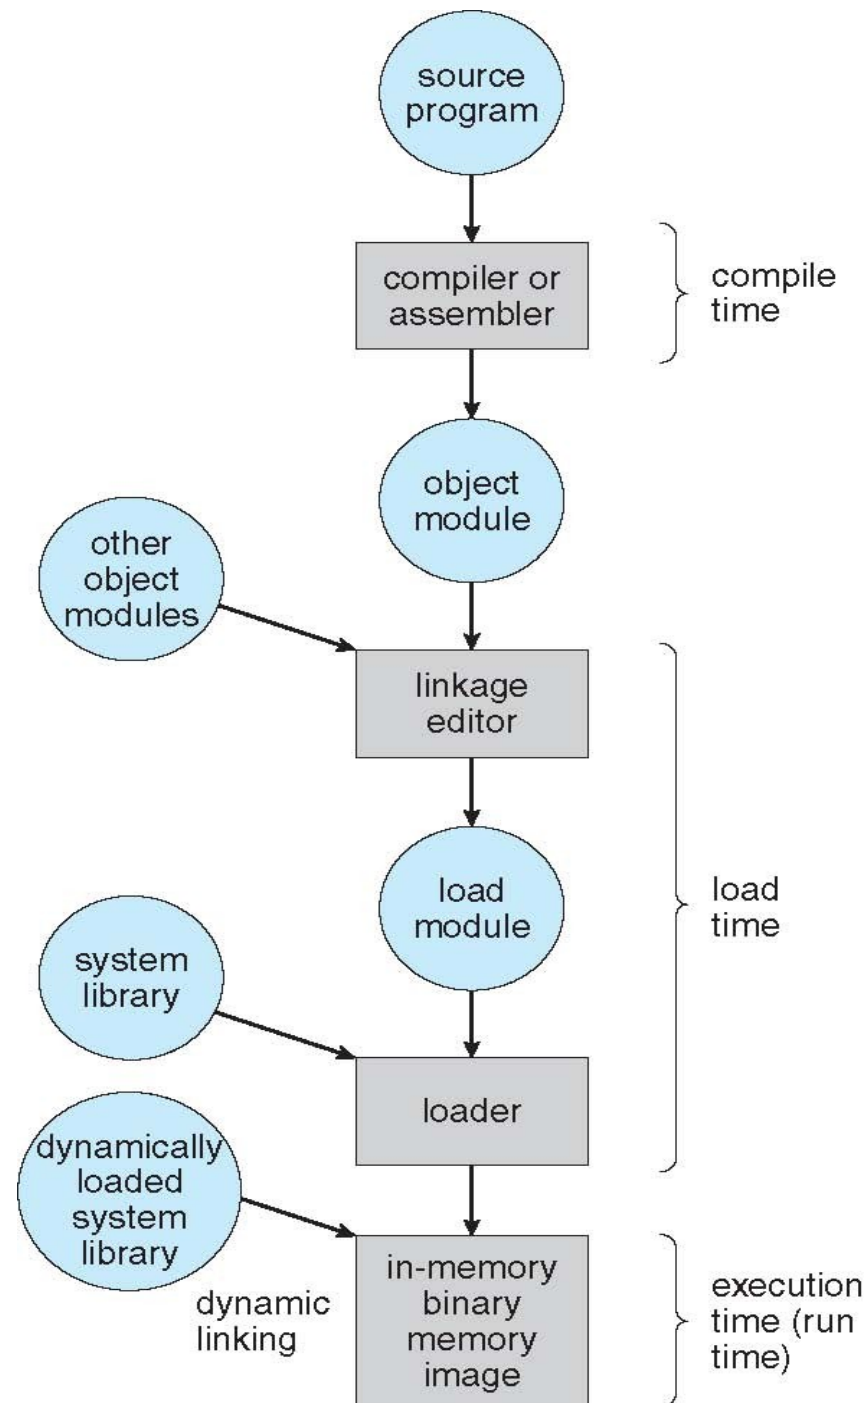 source
program
compiler or
assembler
compile
time
object
module
other
object
modules
linkage
editor
load
module
load
time
system
library
loader
dynamically
loaded
system
library
dynamic
linking
in-memory
binary
memory
image
execution
time (run
time)